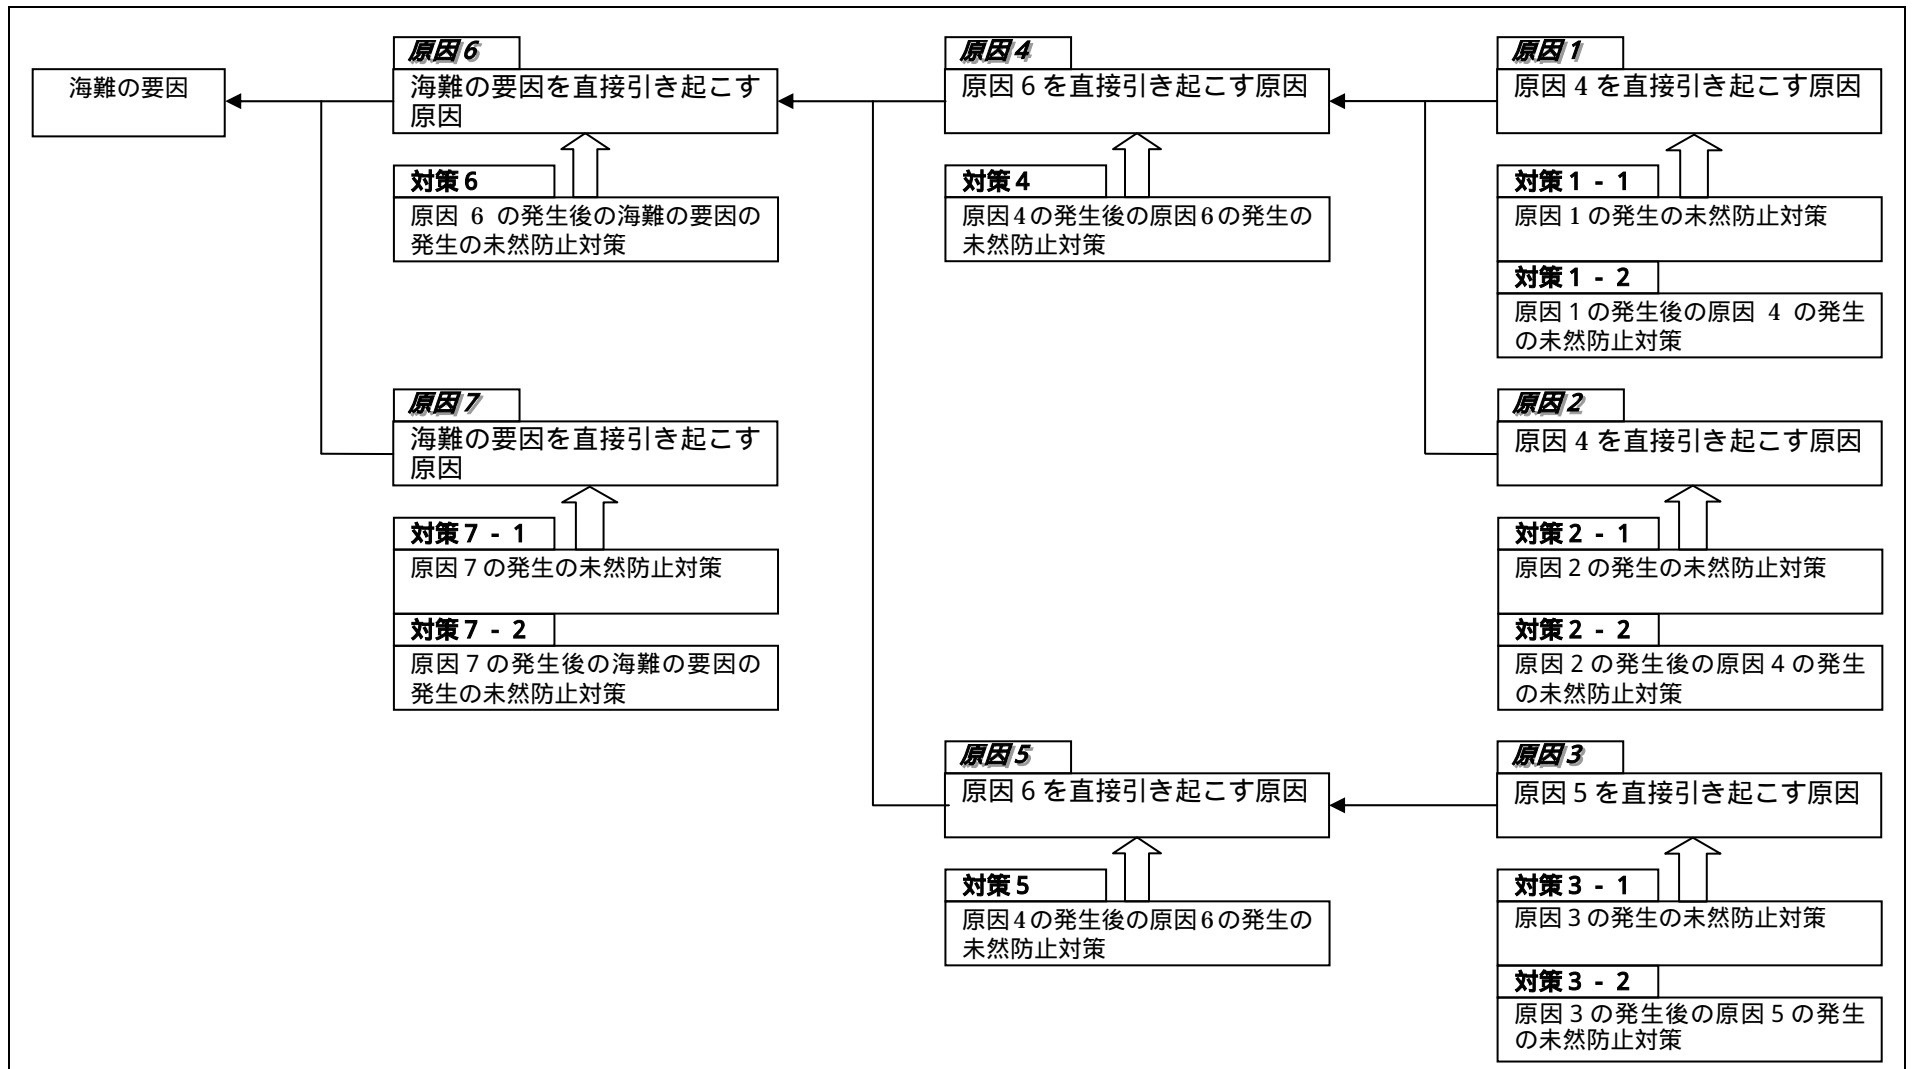 海難の要因
原因6
海難の要因を直接引き起こす
原因
対策6
原因 6 の発生後の海難の要因の
発生の未然防止対策
原因7
海難の要因を直接引き起こす
原因
対策7 - 1
原因7の発生の未然防止対策
対策7 - 2
原因7の発生後の海難の要因の
発生の未然防止対策
原因4
原因6を直接引き起こす原因
対策4
原因4の発生後の原因6の発生の
未然防止対策
原因5
原因6を直接引き起こす原因
対策5
原因4の発生後の原因6の発生の
未然防止対策
原因1
原因4を直接引き起こす原因
対策1 - 1
原因1の発生の未然防止対策
対策1 - 2
原因1の発生後の原因 4 の発生
の未然防止対策
原因2
原因4を直接引き起こす原因
対策2 - 1
原因2の発生の未然防止対策
対策2 - 2
原因2の発生後の原因4の発生
の未然防止対策
原因3
原因5を直接引き起こす原因
対策3 - 1
原因3の発生の未然防止対策
対策3 - 2
原因3の発生後の原因5の発生
の未然防止対策